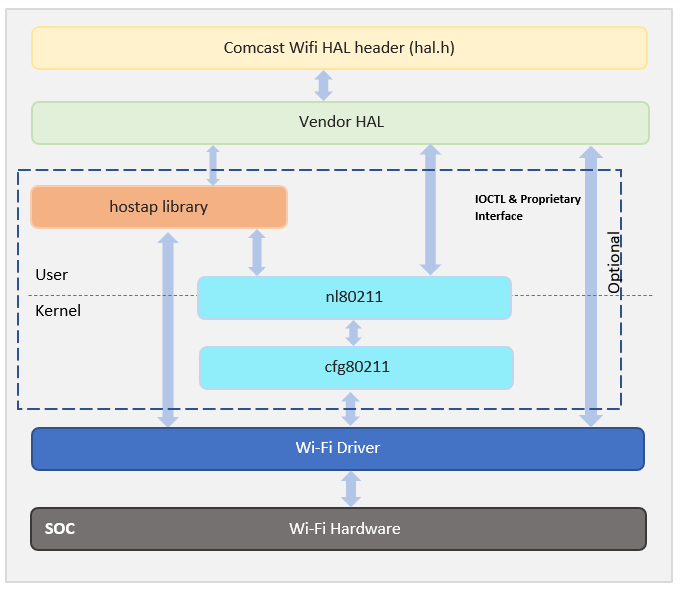 Comcast Wifi HAL header (hal.h)
Vendor HAL
hostap library
IOCTL & Proprietary
Interface
Optional
User
nl80211
Kernel
cfg80211
Wi-Fi Driver
SOC
Wi-Fi Hardware